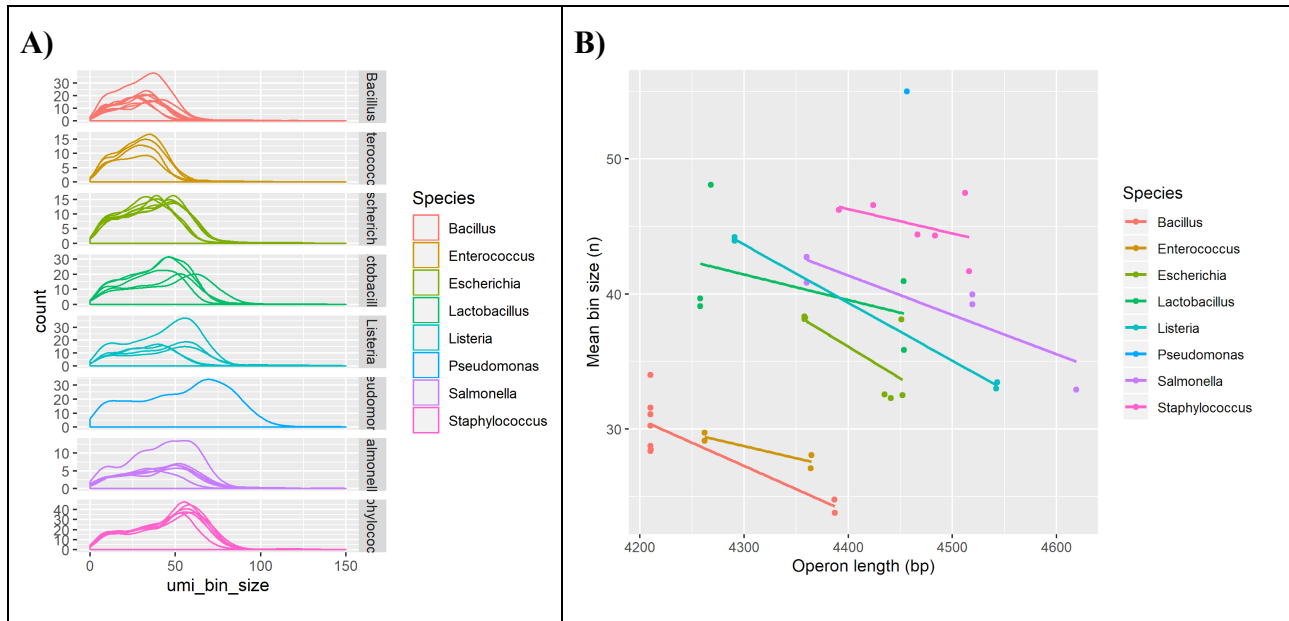 A)
30
20
10
0
Bacillus
15
10
5
0
terococc
15
10
5
0
scherich
30
20
10
0
ctobacill
30
20
10
0
Listeria
30
20
10
0
eudomor
10
5
0
almonell
40
30
20
10
0
phylococ
count
0 50 100 150
umi_bin_size
Species
Bacillus
Enterococcus
Escherichia
Lactobacillus
Listeria
Pseudomonas
Salmonella
Staphylococcus
B)
50
40
30
Mean bin size (n)
4200 4300 4400 4500 4600
Operon length (bp)
Species
Bacillus
Enterococcus
Escherichia
Lactobacillus
Listeria
Pseudomonas
Salmonella
Staphylococcus